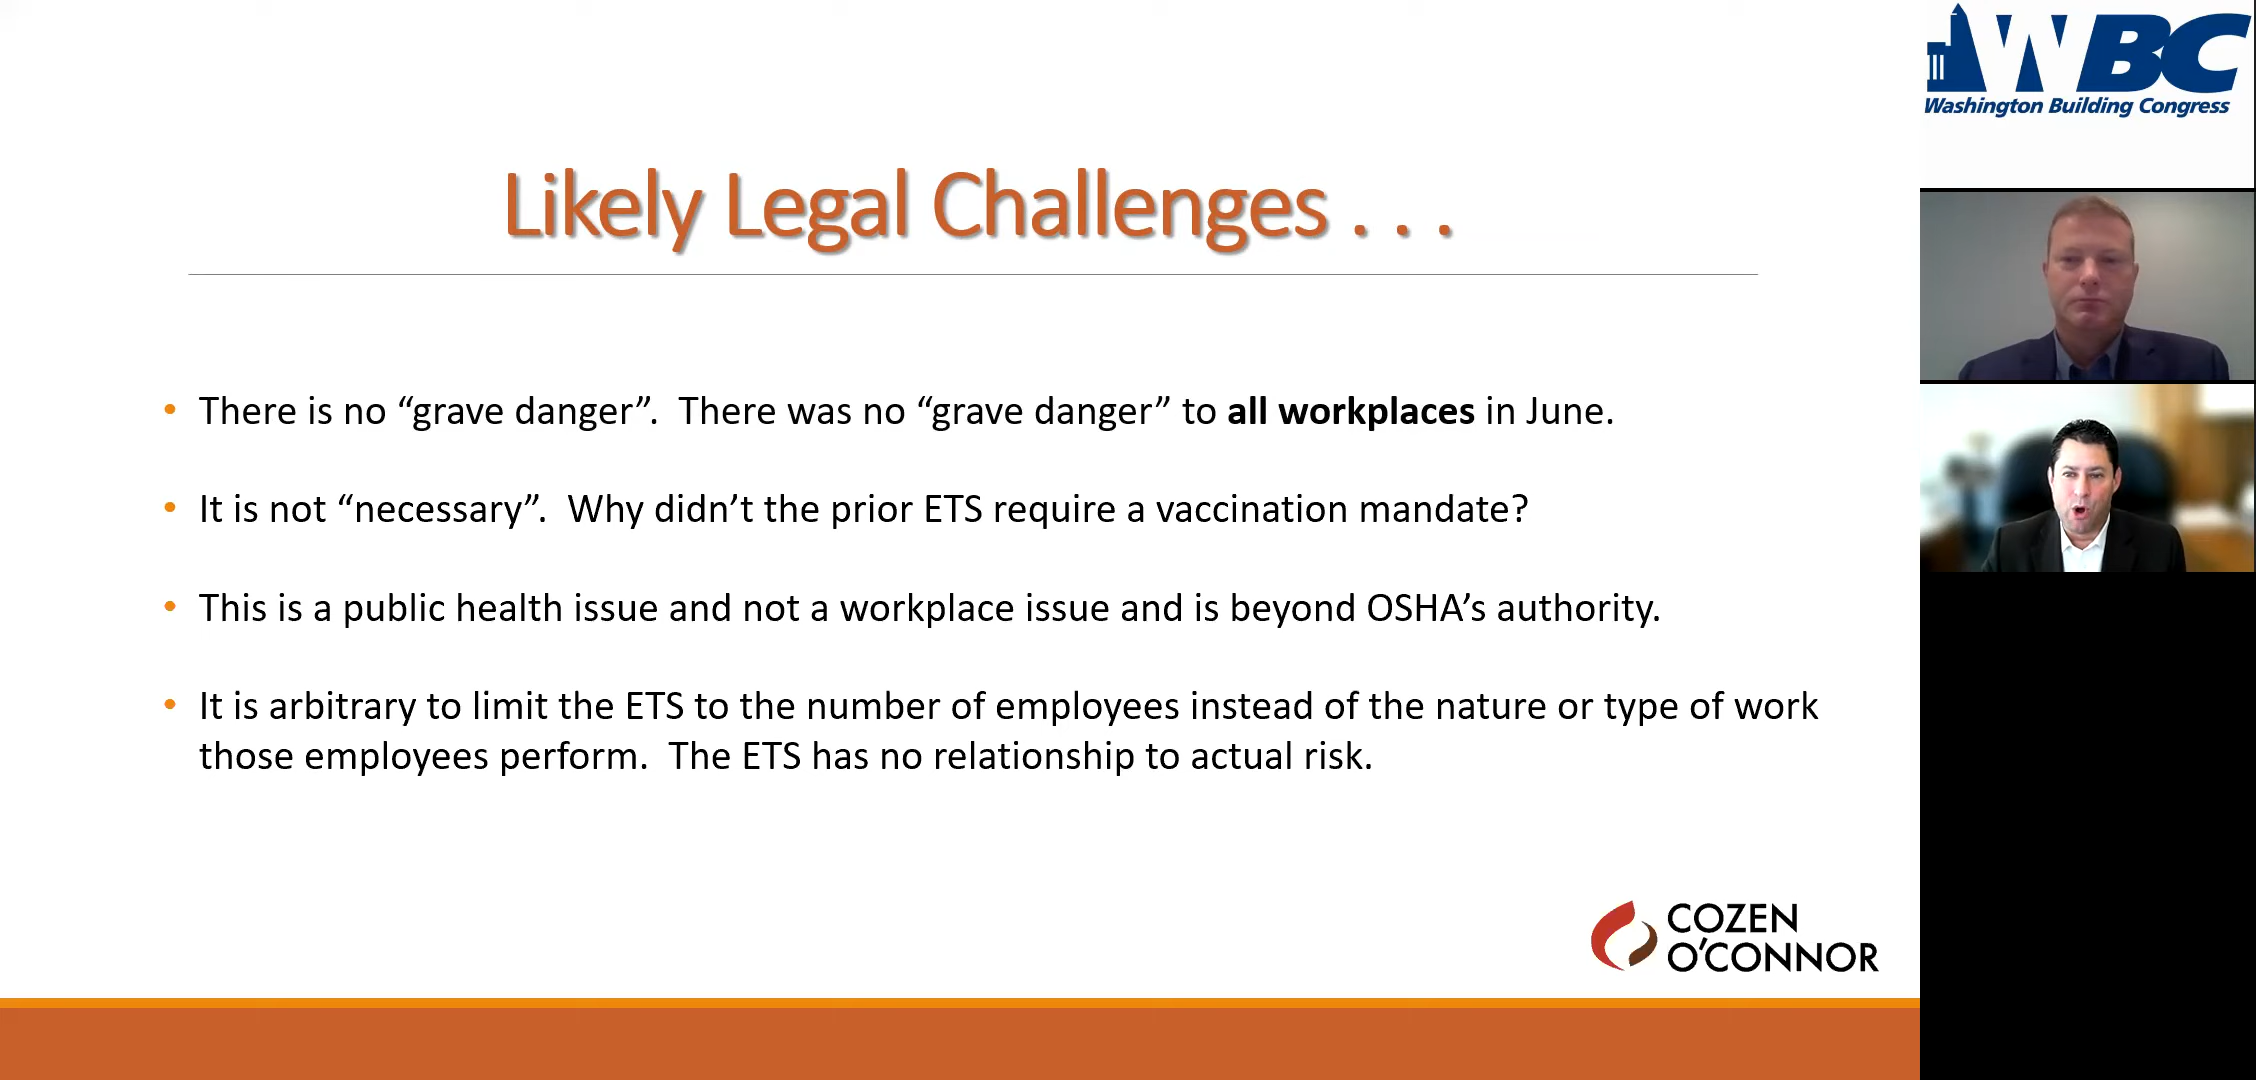 Likely Legal Challenges . . .
• There is no “grave danger”.  There was no “grave danger” to all workplaces in June.
• It is not “necessary”.  Why didn’t the prior ETS require a vaccination mandate?
• This is a public health issue and not a workplace issue and is beyond OSHA’s authority.
• It is arbitrary to limit the ETS to the number of employees instead of the nature or type of work
those employees perform.  The ETS has no relationship to actual risk.
COZEN
O’CONNOR
WBC
Washington Building Congress